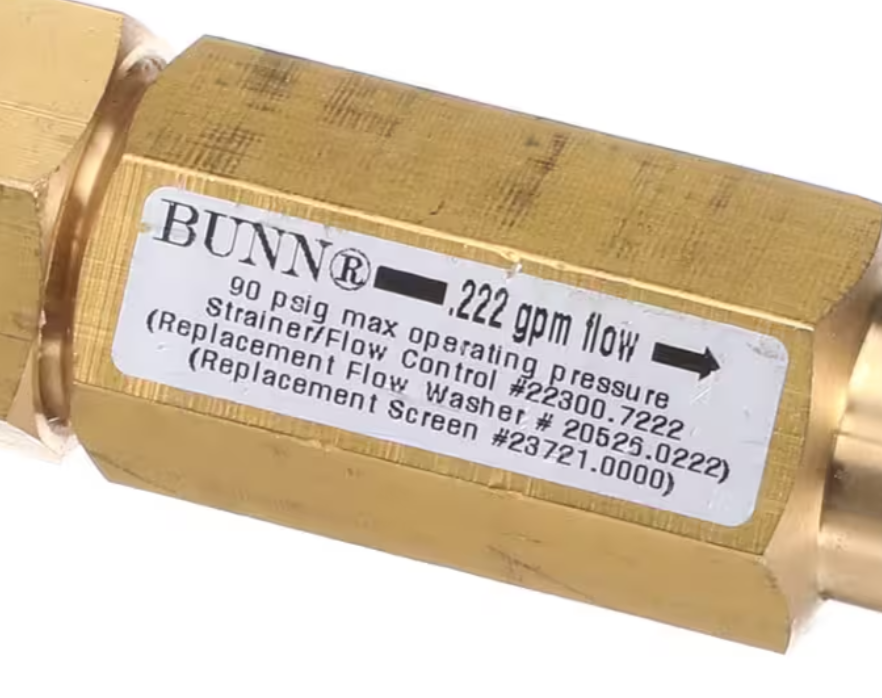 BUNN® .222 gpm flow
90 psig max operating pressure
Strainer/Flow Control #22300.7222
(Replacement Flow Washer # 20526.0222)
(Replacement Screen #23721.0000)